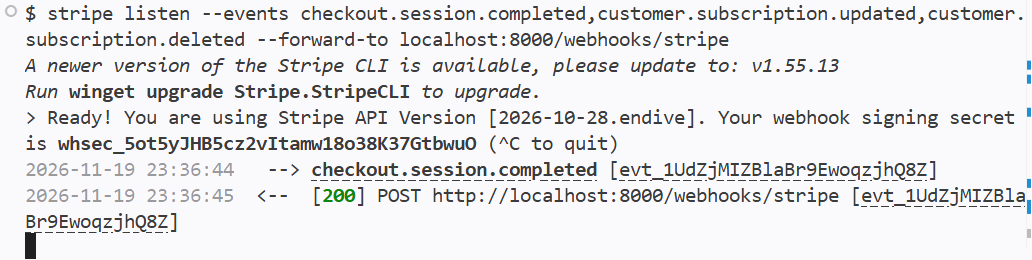 $ stripe listen --events checkout.session.completed,customer.subscription.updated,customer.
subscription.deleted --forward-to localhost:8000/webhooks/stripe
A newer version of the Stripe CLI is available, please update to: v1.55.13
Run winget upgrade Stripe.StripeCLI to upgrade.
> Ready! You are using Stripe API Version [2026-10-28.endive]. Your webhook signing secret
is whsec_5ot5yJHB5cz2vItamw18o38K37GtbwuO (^C to quit)
2026-11-19 23:36:44   --> checkout.session.completed [evt_1UdZjMIZBlaBr9EwoqzjhQ8Z]
2026-11-19 23:36:45  <--  [200] POST http://localhost:8000/webhooks/stripe [evt_1UdZjMIZBla
Br9EwoqzjhQ8Z]